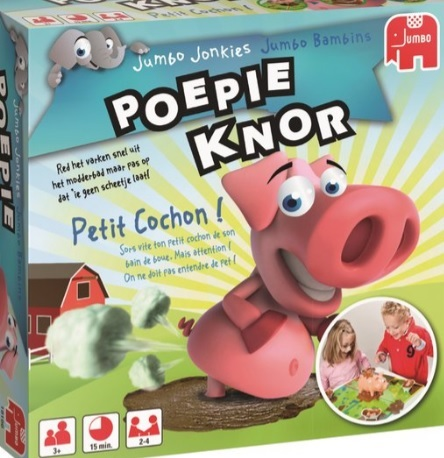 Jumbo Jonkies Jumbo Bambins
Jumbo
POEPIE
KNOR
Red het varken snel uit
het modderbad maar pas op
dat 'ie geen scheetje laat!
Petit Cochon !
Sors vite ton petit cochon de son
bain de boue. Mais attention !
On ne doit pas entendre de pet !
POEPIE
Jumbo Jonkies
3+
15 min.
2-4